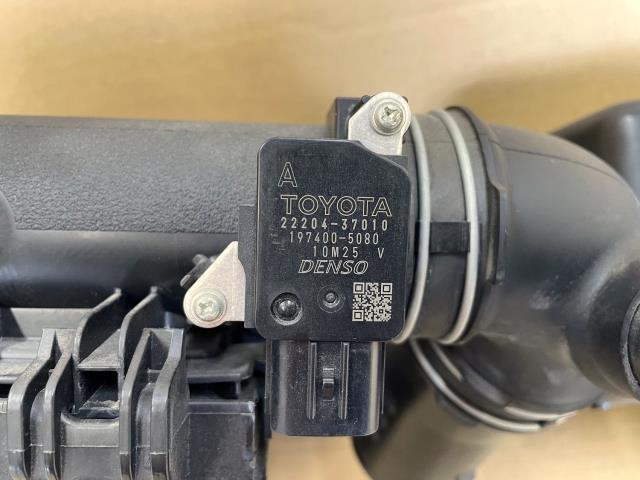 A
TOYOTA
22204-37010
197400-5080
10M25 V
DENSO